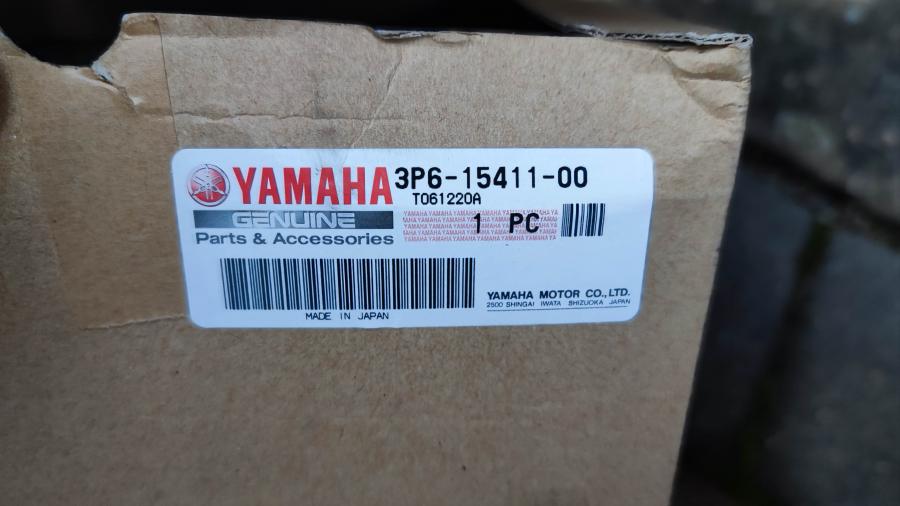 YAMAHA 3P6-15411-00
T061220A
GENUINE
1 PC
Parts & Accessories
YAMAHA MOTOR CO.,LTD.
2500 SHINGAI IWATA SHIZUOKA JAPAN
MADE IN JAPAN